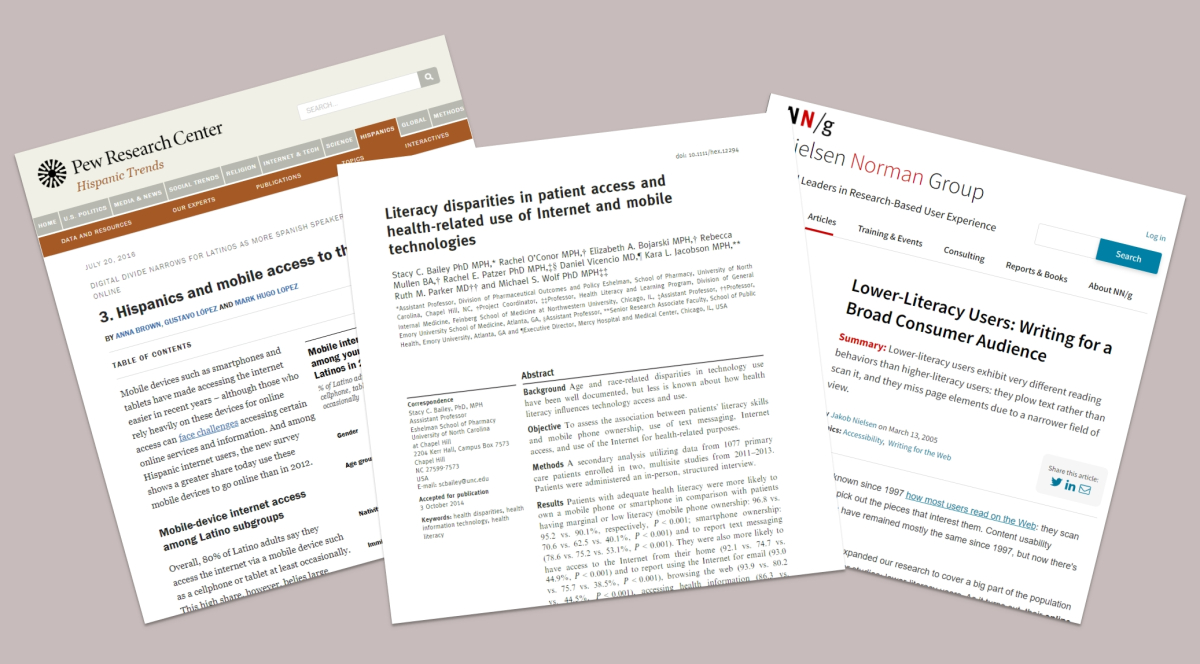 Pew Research Center
Hispanic Trends
SEARCH...
HOME
U.S. POLITICS
MEDIA & NEWS
SOCIAL TRENDS
RELIGION
INTERNET & TECH
SCIENCE
HISPANICS
GLOBAL
METHODS
DATA AND RESOURCES
OUR EXPERTS
PUBLICATIONS
TOPICS
INTERACTIVES
JULY 20, 2016
DIGITAL DIVIDE NARROWS FOR LATINOS AS MORE SPANISH SPEAKER
ONLINE
3. Hispanics and mobile access to th
BY ANNA BROWN, GUSTAVO LÓPEZ AND MARK HUGO LOPEZ
TABLE OF CONTENTS
Mobile devices such as smartphones and
tablets have made accessing the internet
easier in recent years – although those who
rely heavily on these devices for online
access can face challenges accessing certain
online services and information. And among
Hispanic internet users, the new survey
shows a greater share today use these
mobile devices to go online than in 2012.
Mobile-device internet access
among Latino subgroups
Overall, 80% of Latino adults say they
access the internet via a mobile device such
as a cellphone or tablet at least occasionally.
This high share, however, belies large
Mobile inter
among your
Latinos in 2
% of Latino ad
cellphone, tab
occasionally
Gender
Age grou
Nativi
Immi
doi: 10.1111/hex.12294
Literacy disparities in patient access and
health-related use of Internet and mobile
technologies
Stacy C. Bailey PhD MPH,* Rachel O'Conor MPH,† Elizabeth A. Bojarski MPH,† Rebecca
Mullen BA,† Rachel E. Patzer PhD MPH,‡§ Daniel Vicencio MD,¶ Kara L. Jacobson MPH,**
Ruth M. Parker MD†† and Michael S. Wolf PhD MPH‡‡
*Assistant Professor, Division of Pharmaceutical Outcomes and Policy Eshelman, School of Pharmacy, University of North
Carolina, Chapel Hill, NC, †Project Coordinator, ‡‡Professor, Health Literacy and Learning Program, Division of General
Internal Medicine, Feinberg School of Medicine at Northwestern University, Chicago, IL, ‡Assistant Professor, ††Professor,
Emory University School of Medicine, Atlanta, GA, §Assistant Professor, **Senior Research Associate Faculty, School of Public
Health, Emory University, Atlanta, GA and ¶Executive Director, Mercy Hospital and Medical Center, Chicago, IL, USA
Correspondence
Stacy C. Bailey, PhD, MPH
Asssistant Professor
Eshelman School of Pharmacy
University of North Carolina
at Chapel Hill
2204 Kerr Hall, Campus Box 7573
Chapel Hill
NC 27599-7573
USA
E-mail: scbailey@unc.edu
Accepted for publication
3 October 2014
Keywords: health disparities, health
information technology, health
literacy
Abstract
Background Age and race-related disparities in technology use
have been well documented, but less is known about how health
literacy influences technology access and use.
Objective To assess the association between patients' literacy skills
and mobile phone ownership, use of text messaging, Internet
access, and use of the Internet for health-related purposes.
Methods A secondary analysis utilizing data from 1077 primary
care patients enrolled in two, multisite studies from 2011–2013.
Patients were administered an in-person, structured interview.
Results Patients with adequate health literacy were more likely to
own a mobile phone or smartphone in comparison with patients
having marginal or low literacy (mobile phone ownership: 96.8 vs.
95.2 vs. 90.1%, respectively, P < 0.001; smartphone ownership:
70.6 vs. 62.5 vs. 40.1%, P < 0.001) and to report text messaging
(78.6 vs. 75.2 vs. 53.1%, P < 0.001). They were also more likely to
have access to the Internet from their home (92.1 vs. 74.7 vs.
44.9%, P < 0.001) and to report using the Internet for email (93.0
vs. 75.7 vs. 38.5%, P < 0.001), browsing the web (93.9 vs. 80.2
vs. 44.5%, P < 0.001), accessing health information (86.3 vs.
NN/g
ielsen Norman Group
Leaders in Research-Based User Experience
Log in
Search
Articles
Training & Events
Consulting
Reports & Books
About NN/g
Lower-Literacy Users: Writing for a
Broad Consumer Audience
Summary: Lower-literacy users exhibit very different reading
behaviors than higher-literacy users: they plow text rather than
scan it, and they miss page elements due to a narrower field of
view.
Jakob Nielsen on March 13, 2005
ics: Accessibility, Writing for the Web
Share this article:
known since 1997 how most users read on the Web: they scan
pick out the pieces that interest them. Content usability
have remained mostly the same since 1997, but now there's
xpanded our research to cover a big part of the population